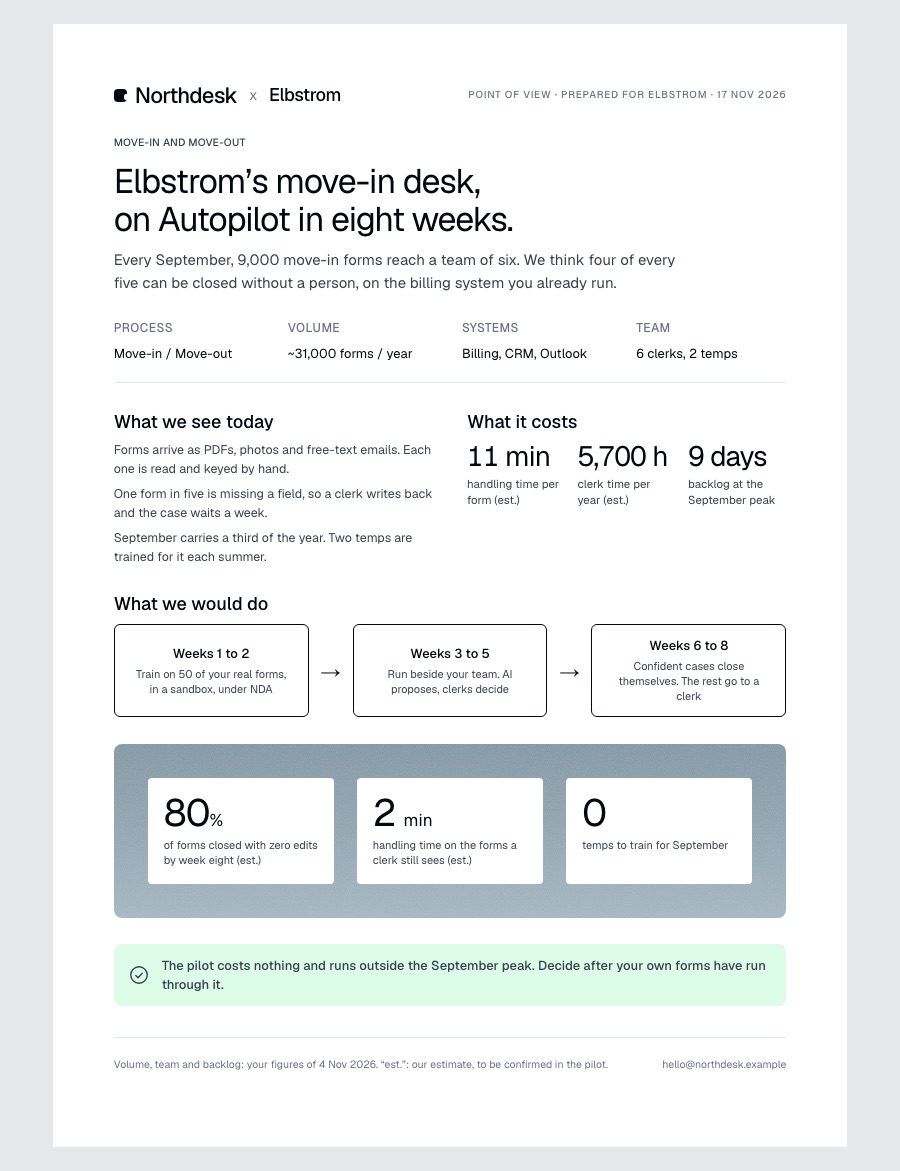 Northdesk x Elbstrom
POINT OF VIEW · PREPARED FOR ELBSTROM · 17 NOV 2026
MOVE-IN AND MOVE-OUT
Elbstrom’s move-in desk,
on Autopilot in eight weeks.
Every September, 9,000 move-in forms reach a team of six. We think four of every
five can be closed without a person, on the billing system you already run.
PROCESS
Move-in / Move-out
VOLUME
~31,000 forms / year
SYSTEMS
Billing, CRM, Outlook
TEAM
6 clerks, 2 temps
What we see today
Forms arrive as PDFs, photos and free-text emails. Each
one is read and keyed by hand.
One form in five is missing a field, so a clerk writes back
and the case waits a week.
September carries a third of the year. Two temps are
trained for it each summer.
What it costs
11 min
handling time per
form (est.)
5,700 h
clerk time per
year (est.)
9 days
backlog at the
September peak
What we would do
Weeks 1 to 2
Train on 50 of your real forms,
in a sandbox, under NDA
→
Weeks 3 to 5
Run beside your team. AI
proposes, clerks decide
→
Weeks 6 to 8
Confident cases close
themselves. The rest go to a
clerk
80%
of forms closed with zero edits
by week eight (est.)
2 min
handling time on the forms a
clerk still sees (est.)
0
temps to train for September
The pilot costs nothing and runs outside the September peak. Decide after your own forms have run
through it.
Volume, team and backlog: your figures of 4 Nov 2026. “est.”: our estimate, to be confirmed in the pilot.
hello@northdesk.example